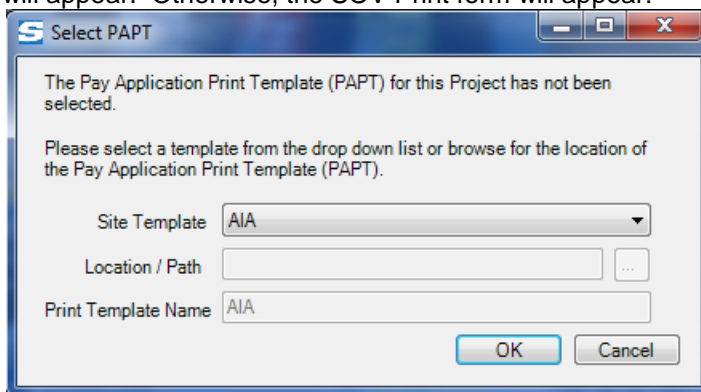 will appear. Otherwise, the SOV Print form will appear.
Select PAPT
The Pay Application Print Template (PAPT) for this Project has not been
selected.
Please select a template from the drop down list or browse for the location of
the Pay Application Print Template (PAPT).
Site Template AIA
Location / Path ...
Print Template Name AIA
OK Cancel